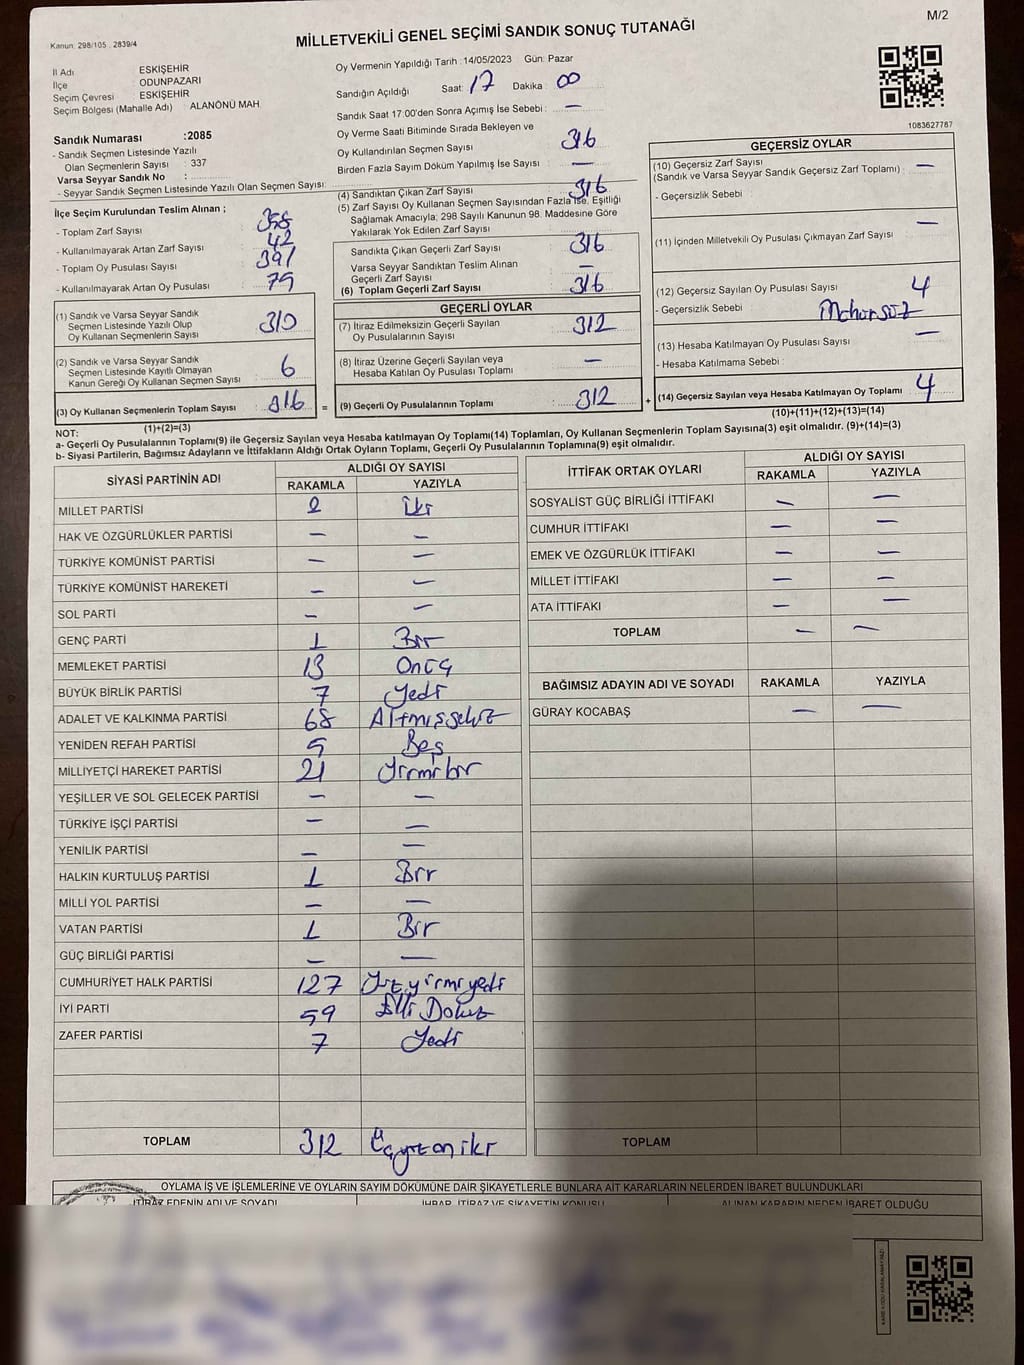 M/2
MİLLETVEKİLİ GENEL SEÇİMİ SANDIK SONUÇ TUTANAĞI
Kanun: 298/105 2839/4
İl Adı ESKİŞEHİR
İlçe ODUNPAZARI
Seçim Çevresi ESKİŞEHİR
Seçim Bölgesi (Mahalle Adı) : ALANÖNÜ MAH.
Sandık Numarası :2085
- Sandık Seçmen Listesinde Yazılı
Olan Seçmenlerin Sayısı : 337
Varsa Seyyar Sandık No :
- Seyyar Sandık Seçmen Listesinde Yazılı Olan Seçmen Sayısı:
Oy Vermenin Yapıldığı Tarih :14/05/2023 Gün: Pazar
Sandığın Açıldığı Saat: 17 Dakika : 00
Sandık Saat 17:00'den Sonra Açımış İse Sebebi : —
Oy Verme Saati Bitiminde Sırada Bekleyen ve
Oy Kullandırılan Seçmen Sayısı : 316
Birden Fazla Sayım Döküm Yapılmış İse Sayısı : —
(4) Sandıktan Çıkan Zarf Sayısı : 316
(5) Zarf Sayısı Oy Kullanan Seçmen Sayısından Fazla İse, Eşitliği
Sağlamak Amacıyla; 298 Sayılı Kanunun 98. Maddesine Göre
Yakılarak Yok Edilen Zarf Sayısı :
1083627787
İlçe Seçim Kurulundan Teslim Alınan ;
- Toplam Zarf Sayısı : 358
- Kullanılmayarak Artan Zarf Sayısı : 42
- Toplam Oy Pusulası Sayısı : 391
- Kullanılmayarak Artan Oy Pusulası : 75
Sandıkta Çıkan Geçerli Zarf Sayısı : 316
Varsa Seyyar Sandıktan Teslim Alınan
Geçerli Zarf Sayısı : —
(6) Toplam Geçerli Zarf Sayısı : 316
(1) Sandık ve Varsa Seyyar Sandık
Seçmen Listesinde Yazılı Olup
Oy Kullanan Seçmenlerin Sayısı : 310
(2) Sandık ve Varsa Seyyar Sandık
Seçmen Listesinde Kayıtlı Olmayan
Kanun Gereği Oy Kullanan Seçmen Sayısı : 6
(3) Oy Kullanan Seçmenlerin Toplam Sayısı : 316
(1)+(2)=(3)
=
GEÇERLİ OYLAR
(7) İtiraz Edilmeksizin Geçerli Sayılan
Oy Pusulalarının Sayısı : 312
(8) İtiraz Üzerine Geçerli Sayılan veya
Hesaba Katılan Oy Pusulası Toplamı : —
(9) Geçerli Oy Pusulalarının Toplamı : 312
+
GEÇERSİZ OYLAR
(10) Geçersiz Zarf Sayısı
(Sandık ve Varsa Seyyar Sandık Geçersiz Zarf Toplamı) : —
- Geçersizlik Sebebi :
(11) İçinden Milletvekili Oy Pusulası Çıkmayan Zarf Sayısı : —
(12) Geçersiz Sayılan Oy Pusulası Sayısı : 4
- Geçersizlik Sebebi : Mühürsüz
(13) Hesaba Katılmayan Oy Pusulası Sayısı : —
- Hesaba Katılmama Sebebi :
(14) Geçersiz Sayılan veya Hesaba Katılmayan Oy Toplamı : 4
(10)+(11)+(12)+(13)=(14)
NOT:
a- Geçerli Oy Pusulalarının Toplamı(9) ile Geçersiz Sayılan veya Hesaba katılmayan Oy Toplamı(14) Toplamları, Oy Kullanan Seçmenlerin Toplam Sayısına(3) eşit olmalıdır. (9)+(14)=(3)
b- Siyasi Partilerin, Bağımsız Adayların ve İttifakların Aldığı Ortak Oyların Toplamı, Geçerli Oy Pusulalarının Toplamına(9) eşit olmalıdır.
SİYASİ PARTİNİN ADI ALDIĞI OY SAYISI
RAKAMLA YAZIYLA
MİLLET PARTİSİ 2 İki
HAK VE ÖZGÜRLÜKLER PARTİSİ — —
TÜRKİYE KOMÜNİST PARTİSİ — —
TÜRKİYE KOMÜNİST HAREKETİ — —
SOL PARTİ — —
GENÇ PARTİ 1 Bir
MEMLEKET PARTİSİ 13 Onüç
BÜYÜK BİRLİK PARTİSİ 7 Yedi
ADALET VE KALKINMA PARTİSİ 68 Altmışsekiz
YENİDEN REFAH PARTİSİ 5 Beş
MİLLİYETÇİ HAREKET PARTİSİ 21 Yirmibir
YEŞİLLER VE SOL GELECEK PARTİSİ — —
TÜRKİYE İŞÇİ PARTİSİ — —
YENİLİK PARTİSİ — —
HALKIN KURTULUŞ PARTİSİ 1 Bir
MİLLİ YOL PARTİSİ — —
VATAN PARTİSİ 1 Bir
GÜÇ BİRLİĞİ PARTİSİ — —
CUMHURİYET HALK PARTİSİ 127 Yüzyirmiyedi
İYİ PARTİ 59 Elli Dokuz
ZAFER PARTİSİ 7 Yedi
TOPLAM 312 Üçyüzoniki
İTTİFAK ORTAK OYLARI ALDIĞI OY SAYISI
RAKAMLA YAZIYLA
SOSYALİST GÜÇ BİRLİĞİ İTTİFAKI — —
CUMHUR İTTİFAKI — —
EMEK VE ÖZGÜRLÜK İTTİFAKI — —
MİLLET İTTİFAKI — —
ATA İTTİFAKI — —
TOPLAM — —
BAĞIMSIZ ADAYIN ADI VE SOYADI RAKAMLA YAZIYLA
GÜRAY KOCABAŞ — —
TOPLAM
OYLAMA İŞ VE İŞLEMLERİNE VE OYLARIN SAYIM DÖKÜMÜNE DAİR ŞİKAYETLERLE BUNLARA AİT KARARLARIN NELERDEN İBARET BULUNDUKLARI
İTİRAZ EDENİN ADI VE SOYADI İHBAR, İTİRAZ VE ŞİKAYETİN KONUSU ALINAN KARARIN NEDEN İBARET OLDUĞU